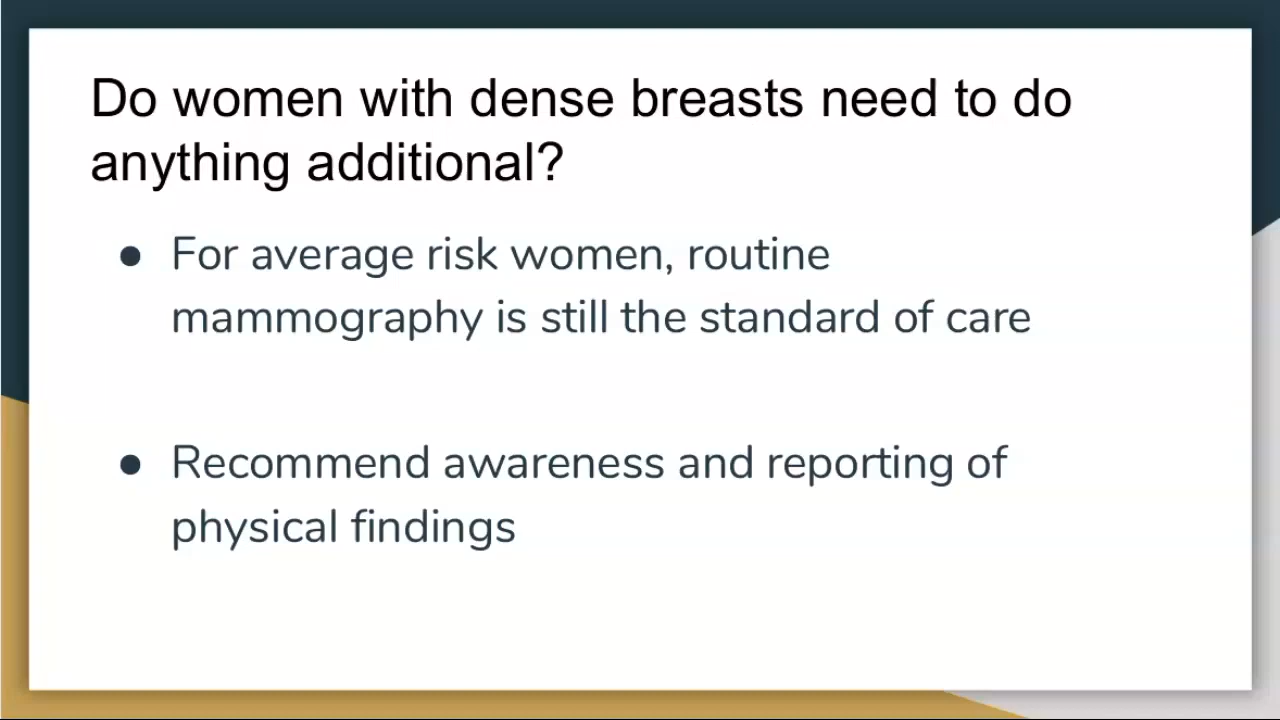 Do women with dense breasts need to do
anything additional?
● For average risk women, routine
mammography is still the standard of care
● Recommend awareness and reporting of
physical findings